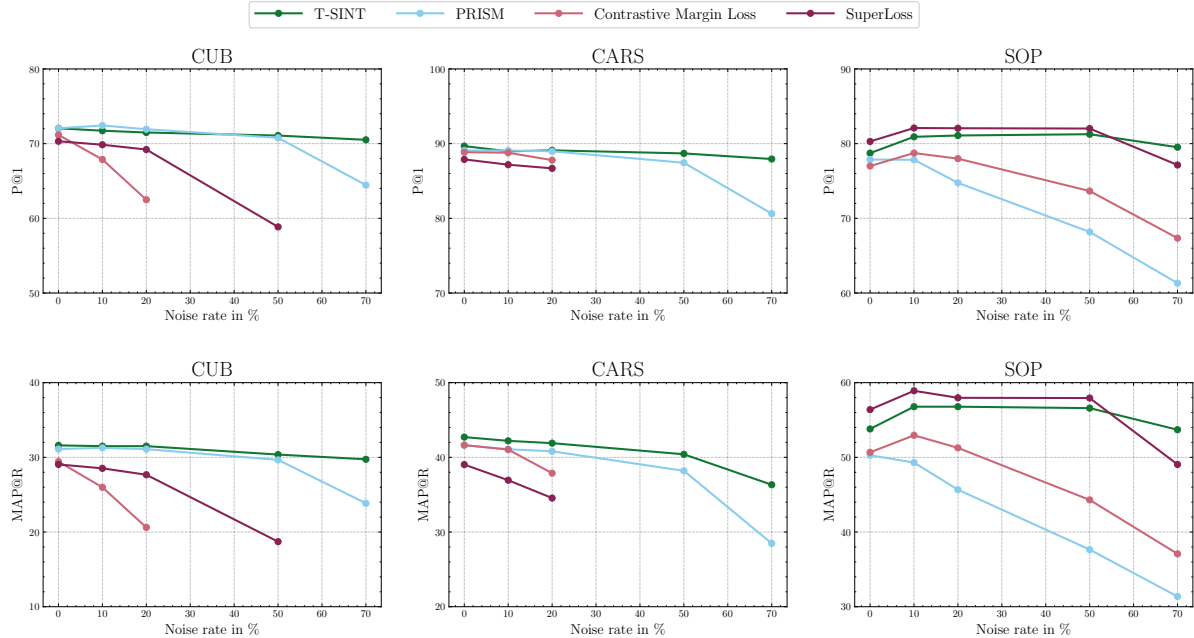 T-SINT PRISM Contrastive Margin Loss SuperLoss
CUB CARS SOP
80 100 90
70 90 80
P@1 P@1 P@1
60 80 70
50 70 60
0 10 20 30 40 50 60 70 0 10 20 30 40 50 60 70 0 10 20 30 40 50 60 70
Noise rate in % Noise rate in % Noise rate in %
CUB CARS SOP
40 50 60
30 40 50
MAP@R MAP@R MAP@R
20 30 40
10 20 30
0 10 20 30 40 50 60 70 0 10 20 30 40 50 60 70 0 10 20 30 40 50 60 70
Noise rate in % Noise rate in % Noise rate in %